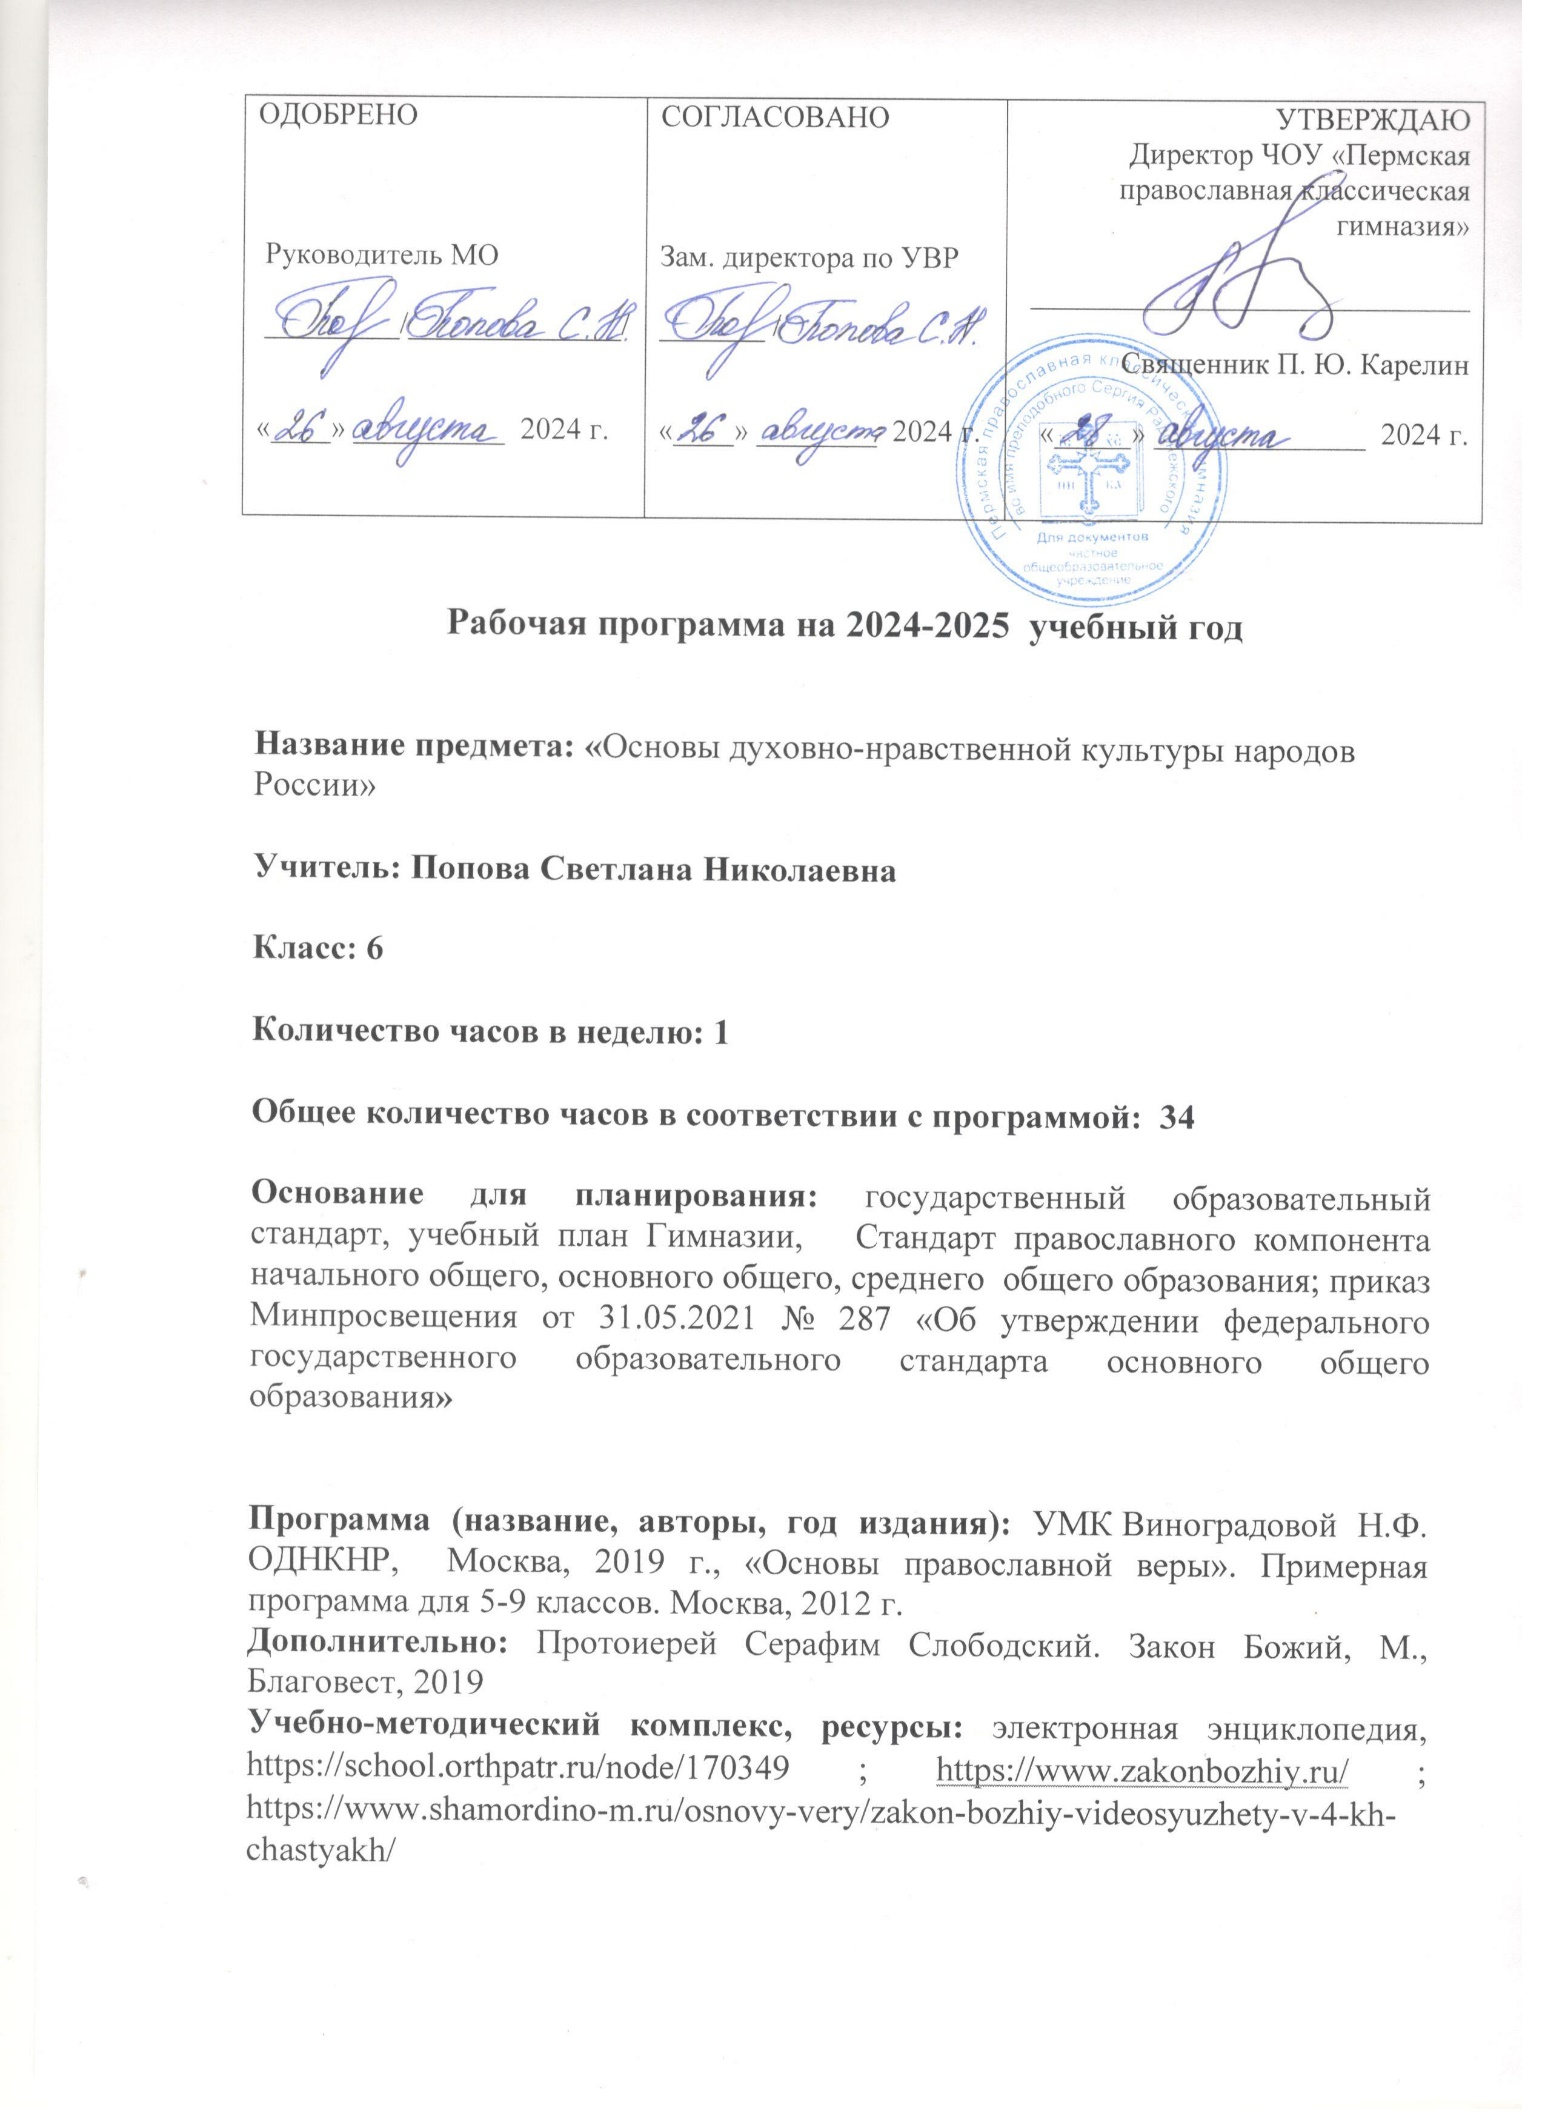 ОДОБРЕНО
Руководитель МО
/ Попова С.Н.
«26» августа 2024 г.
СОГЛАСОВАНО
Зам. директора по УВР
/ Попова С.Н.
«26» августа 2024 г.
УТВЕРЖДАЮ
Директор ЧОУ «Пермская
православная классическая
гимназия»
Священник П. Ю. Карелин
«28» августа 2024 г.
Пермская православная классическая гимназия
во имя преподобного Сергия Радонежского
НИ КА
Для документов
частное
общеобразовательное
учреждение
Рабочая программа на 2024-2025 учебный год
Название предмета: «Основы духовно-нравственной культуры народов
России»
Учитель: Попова Светлана Николаевна
Класс: 6
Количество часов в неделю: 1
Общее количество часов в соответствии с программой: 34
Основание для планирования: государственный образовательный
стандарт, учебный план Гимназии, Стандарт православного компонента
начального общего, основного общего, среднего общего образования; приказ
Минпросвещения от 31.05.2021 № 287 «Об утверждении федерального
государственного образовательного стандарта основного общего
образования»
Программа (название, авторы, год издания): УМК Виноградовой Н.Ф.
ОДНКНР, Москва, 2019 г., «Основы православной веры». Примерная
программа для 5-9 классов. Москва, 2012 г.
Дополнительно: Протоиерей Серафим Слободский. Закон Божий, М.,
Благовест, 2019
Учебно-методический комплекс, ресурсы: электронная энциклопедия,
https://school.orthpatr.ru/node/170349 ; https://www.zakonbozhiy.ru/ ;
https://www.shamordino-m.ru/osnovy-very/zakon-bozhiy-videosyuzhety-v-4-kh-
chastyakh/